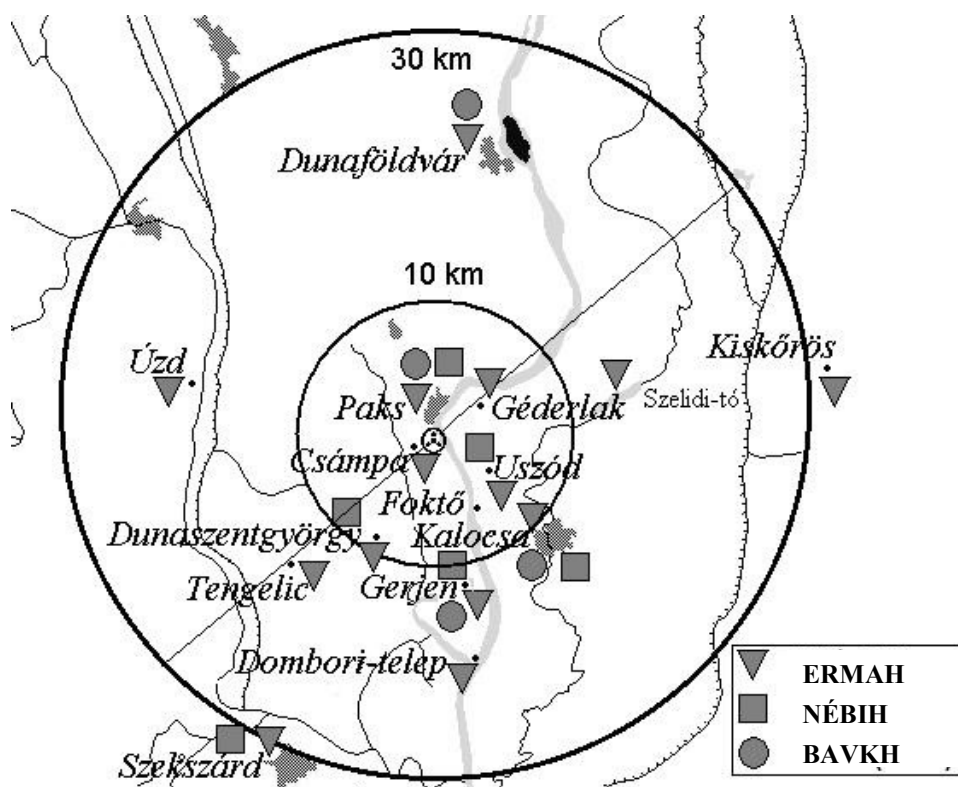 30 km
Dunaföldvár
10 km
Úzd
Kiskőrös
Paks
Géderlak
Szelidi-tó
Csámpa
Uszód
Foktő
Dunaszentgyörgy
Kalocsa
Tengelic
Gerjen
Dombori-telep
Szekszárd
ERMAH
NÉBIH
BAVKH